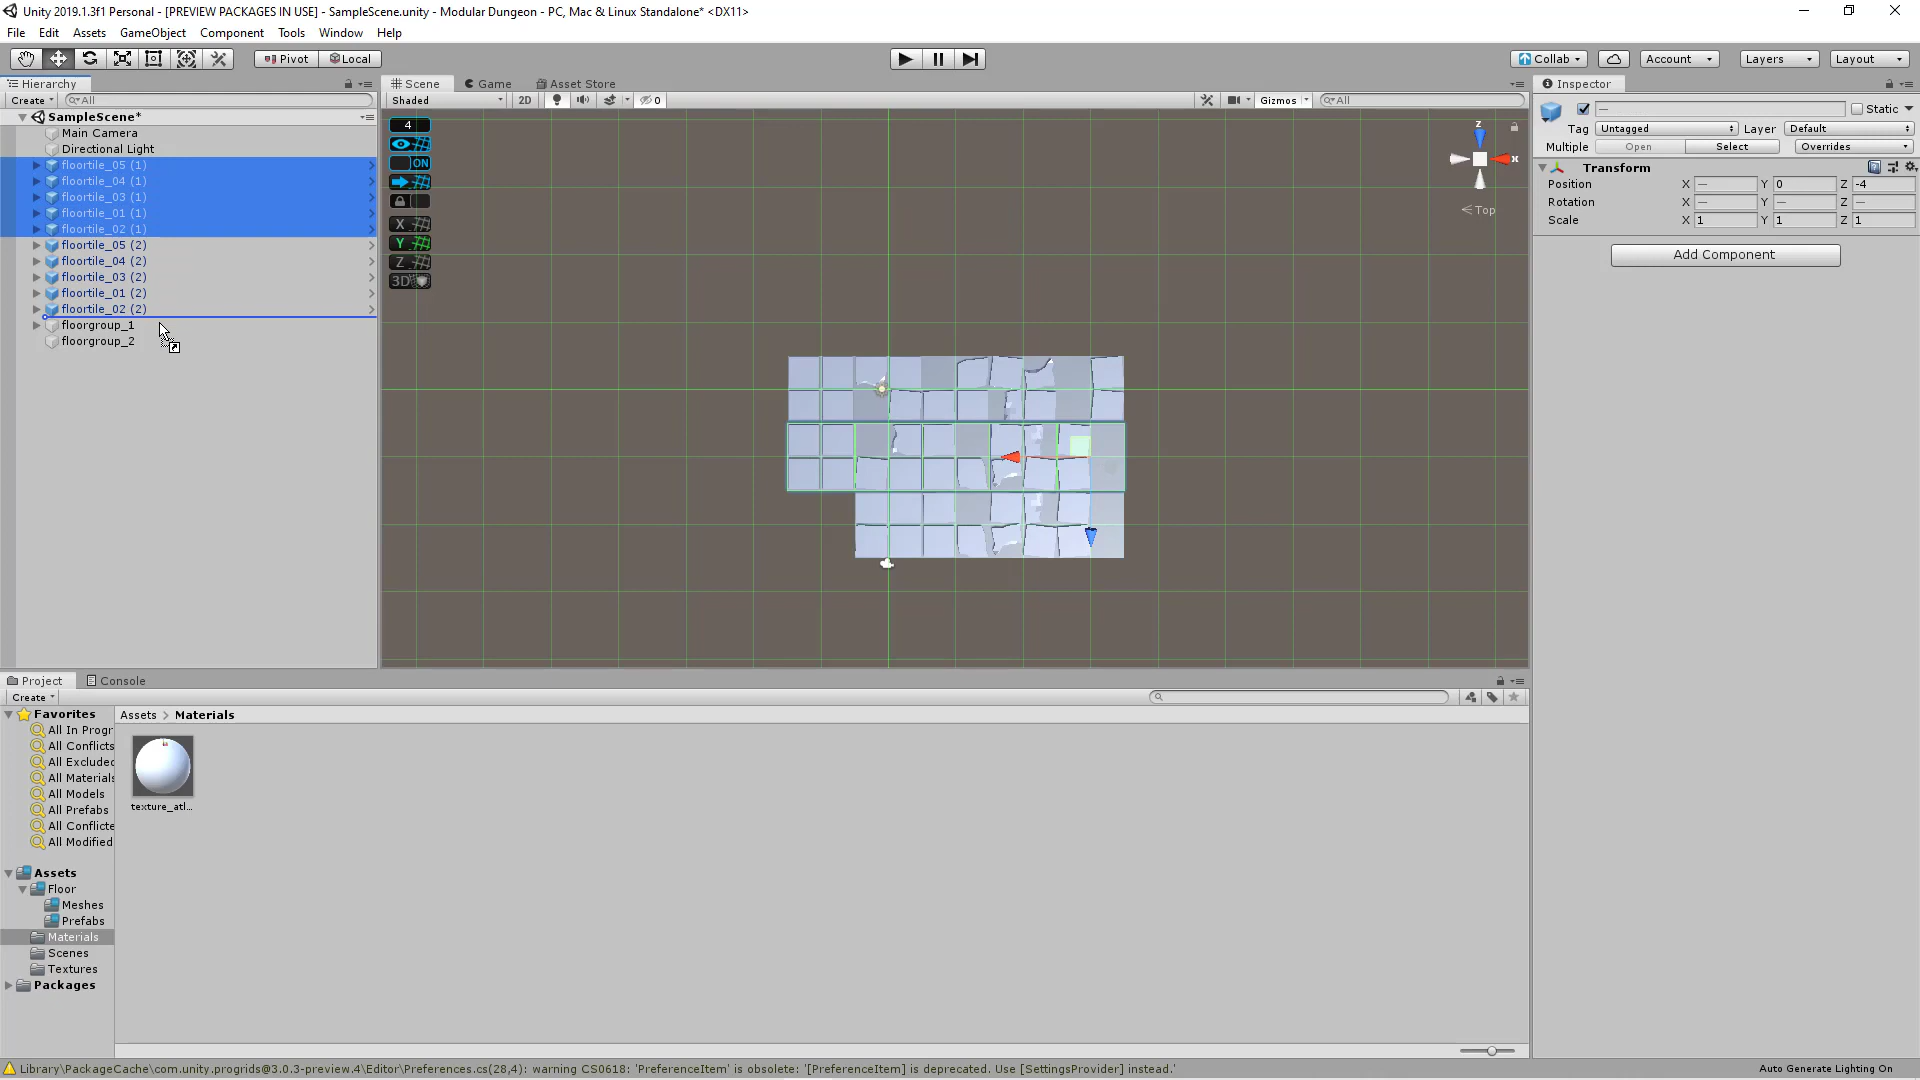 Unity 2019.1.3f1 Personal - [PREVIEW PACKAGES IN USE] - SampleScene.unity - Modular Dungeon - PC, Mac & Linux Standalone* <DX11>
File Edit Assets GameObject Component Tools Window Help
Pivot Local Collab Account Layers Layout
Hierarchy
Create All
SampleScene*
Main Camera
Directional Light
floortile_05 (1)
floortile_04 (1)
floortile_03 (1)
floortile_01 (1)
floortile_02 (1)
floortile_05 (2)
floortile_04 (2)
floortile_03 (2)
floortile_01 (2)
floortile_02 (2)
floorgroup_1
floorgroup_2
Scene Game Asset Store
Shaded 2D 0 Gizmos All
4
ON
X
Y
Z
3D
z
x
< Top
Inspector
— Static
Tag Untagged Layer Default
Multiple Open Select Overrides
Transform
Position X — Y 0 Z -4
Rotation X — Y — Z —
Scale X 1 Y 1 Z 1
Add Component
Project Console
Create
Favorites
All In Progr
All Conflicts
All Excluded
All Materials
All Models
All Prefabs
All Conflicte
All Modified
Assets
Floor
Meshes
Prefabs
Materials
Scenes
Textures
Packages
Assets > Materials
texture_atl...
Library\PackageCache\com.unity.progrids@3.0.3-preview.4\Editor\Preferences.cs(28,4): warning CS0618: 'PreferenceItem' is obsolete: '[PreferenceItem] is deprecated. Use [SettingsProvider] instead.'
Auto Generate Lighting On